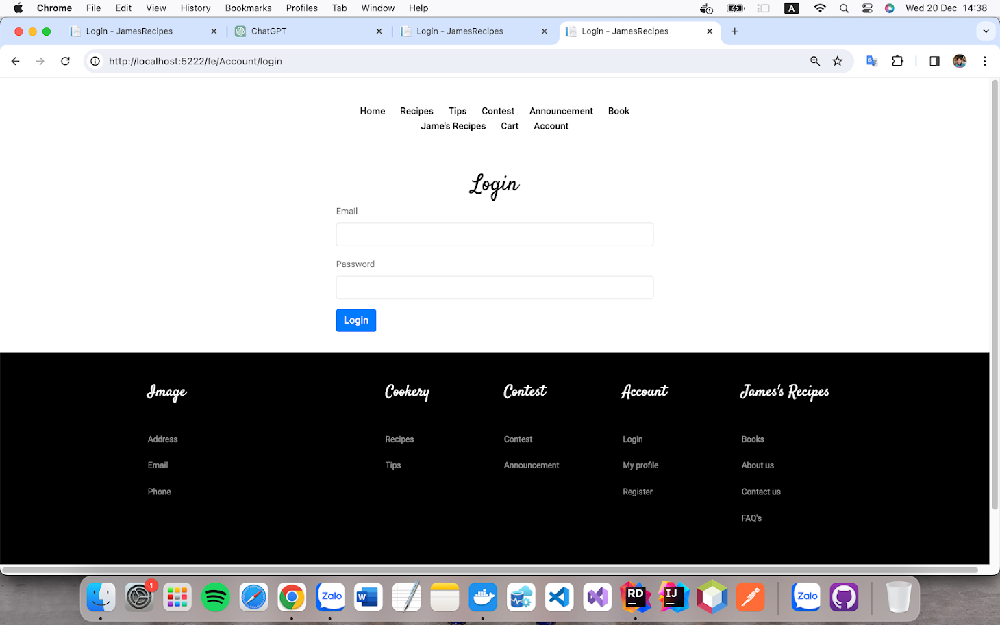 Chrome File Edit View History Bookmarks Profiles Tab Window Help A Wed 20 Dec 14:38
Login - JamesRecipes ChatGPT Login - JamesRecipes Login - JamesRecipes
http://localhost:5222/fe/Account/login
Home Recipes Tips Contest Announcement Book
Jame's Recipes Cart Account
Login
Email
Password
Login
Image Cookery Contest Account James's Recipes
Address Recipes Contest Login Books
Email Tips Announcement My profile About us
Phone Register Contact us
FAQ's
1
Zalo W RD IJ Zalo